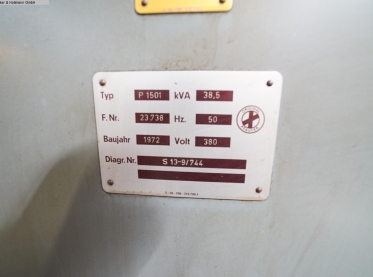 Typ P 1501 kVA 38,5
F. Nr. 23738 Hz. 50
Baujahr 1972 Volt 380
Diagr. Nr. S 13-9/744